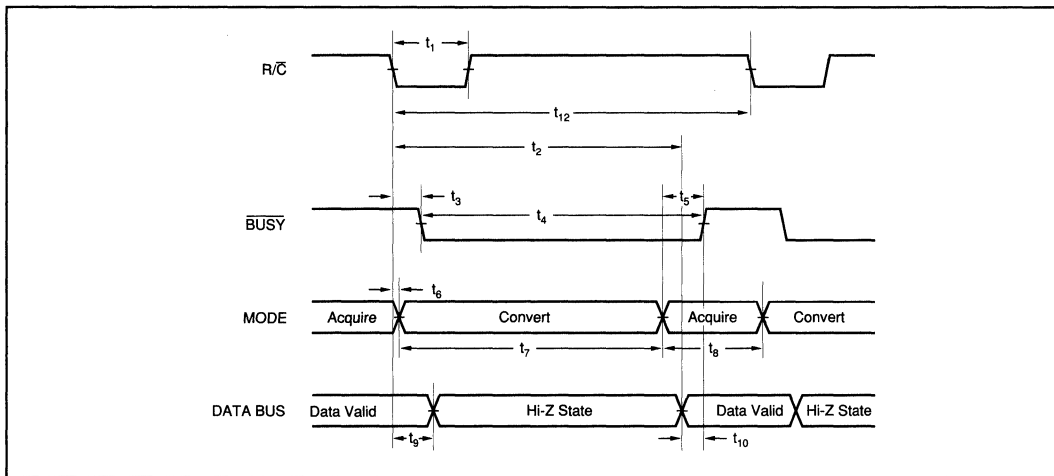 t1
R/C̅
t12
t2
t3
t5
B̅U̅S̅Y̅
t4
t6
MODE
Acquire
Convert
Acquire
Convert
t7
t8
DATA BUS
Data Valid
Hi-Z State
Data Valid
Hi-Z State
t9
t10